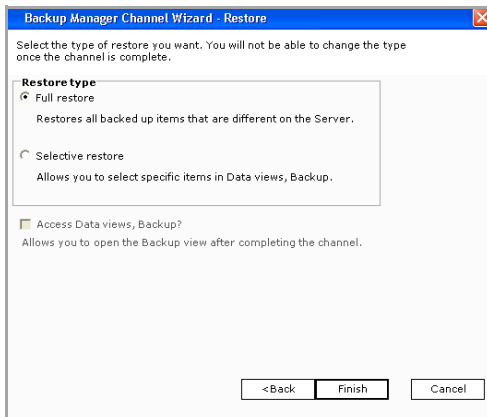 Backup Manager Channel Wizard - Restore
Select the type of restore you want. You will not be able to change the type
once the channel is complete.
Restore type
Full restore
Restores all backed up items that are different on the Server.
Selective restore
Allows you to select specific items in Data views, Backup.
Access Data views, Backup?
Allows you to open the Backup view after completing the channel.
<Back
Finish
Cancel